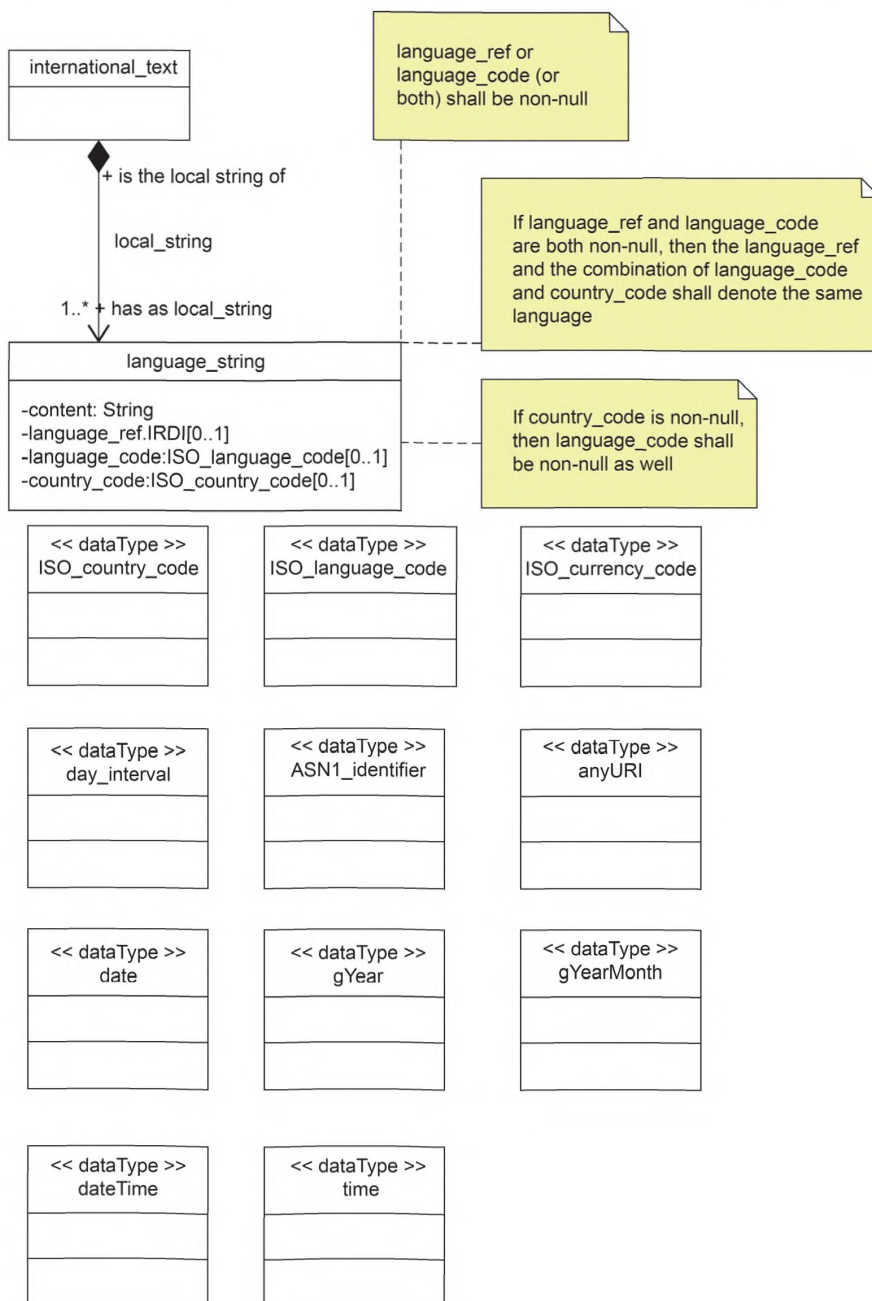 international_text
language_ref or
language_code (or
both) shall be non-null
+ is the local string of
local_string
1..* + has as local_string
If language_ref and language_code
are both non-null, then the language_ref
and the combination of language_code
and country_code shall denote the same
language
language_string
-content: String
-language_ref.IRDI[0..1]
-language_code:ISO_language_code[0..1]
-country_code:ISO_country_code[0..1]
If country_code is non-null,
then language_code shall
be non-null as well
<< dataType >>
ISO_country_code
<< dataType >>
ISO_language_code
<< dataType >>
ISO_currency_code
<< dataType >>
day_interval
<< dataType >>
ASN1_identifier
<< dataType >>
anyURI
<< dataType >>
date
<< dataType >>
gYear
<< dataType >>
gYearMonth
<< dataType >>
dateTime
<< dataType >>
time